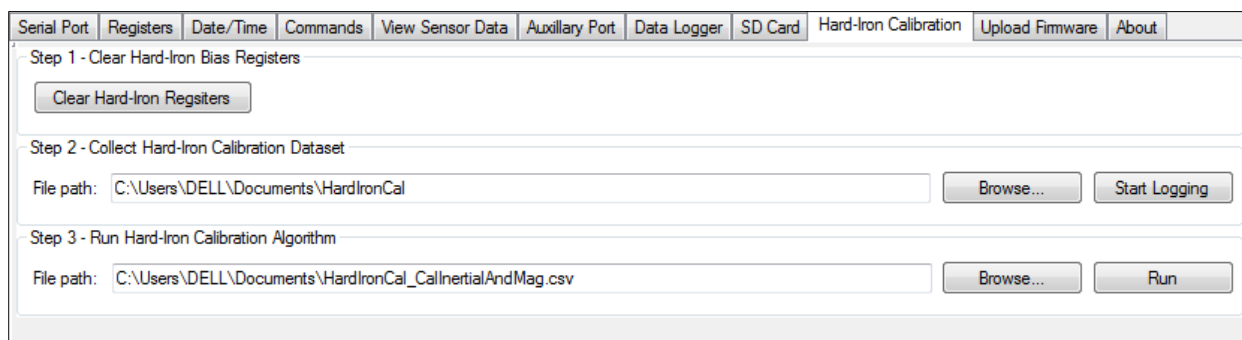 Serial Port Registers Date/Time Commands View Sensor Data Auxillary Port Data Logger SD Card Hard-Iron Calibration Upload Firmware About
Step 1 - Clear Hard-Iron Bias Registers
Clear Hard-Iron Regsiters
Step 2 - Collect Hard-Iron Calibration Dataset
File path: C:\Users\DELL\Documents\HardIronCal Browse... Start Logging
Step 3 - Run Hard-Iron Calibration Algorithm
File path: C:\Users\DELL\Documents\HardIronCal_CalInertialAndMag.csv Browse... Run